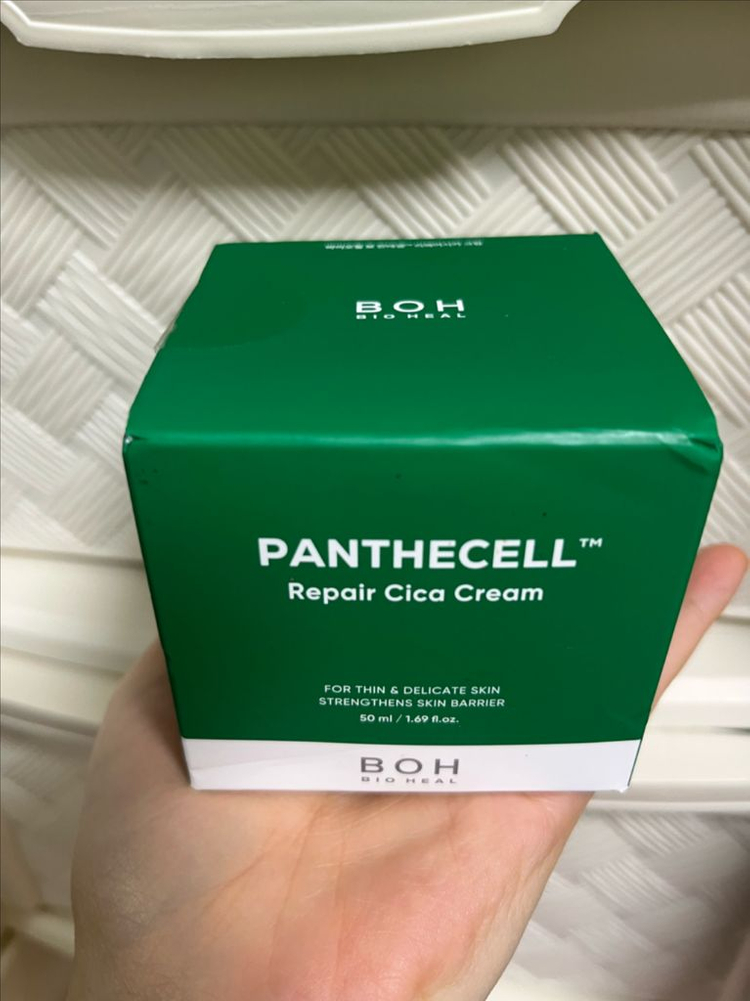 BOH
BIO HEAL
PANTHECELL™
Repair Cica Cream
FOR THIN & DELICATE SKIN
STRENGTHENS SKIN BARRIER
50 ml / 1.69 fl.oz.
BOH
BIO HEAL